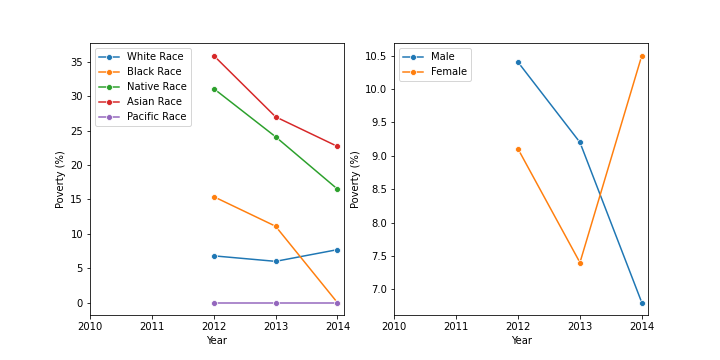 White Race
Black Race
Native Race
Asian Race
Pacific Race
35
30
25
20
15
10
5
0
Poverty (%)
2010 2011 2012 2013 2014
Year
Male
Female
10.5
10.0
9.5
9.0
8.5
8.0
7.5
7.0
Poverty (%)
2010 2011 2012 2013 2014
Year